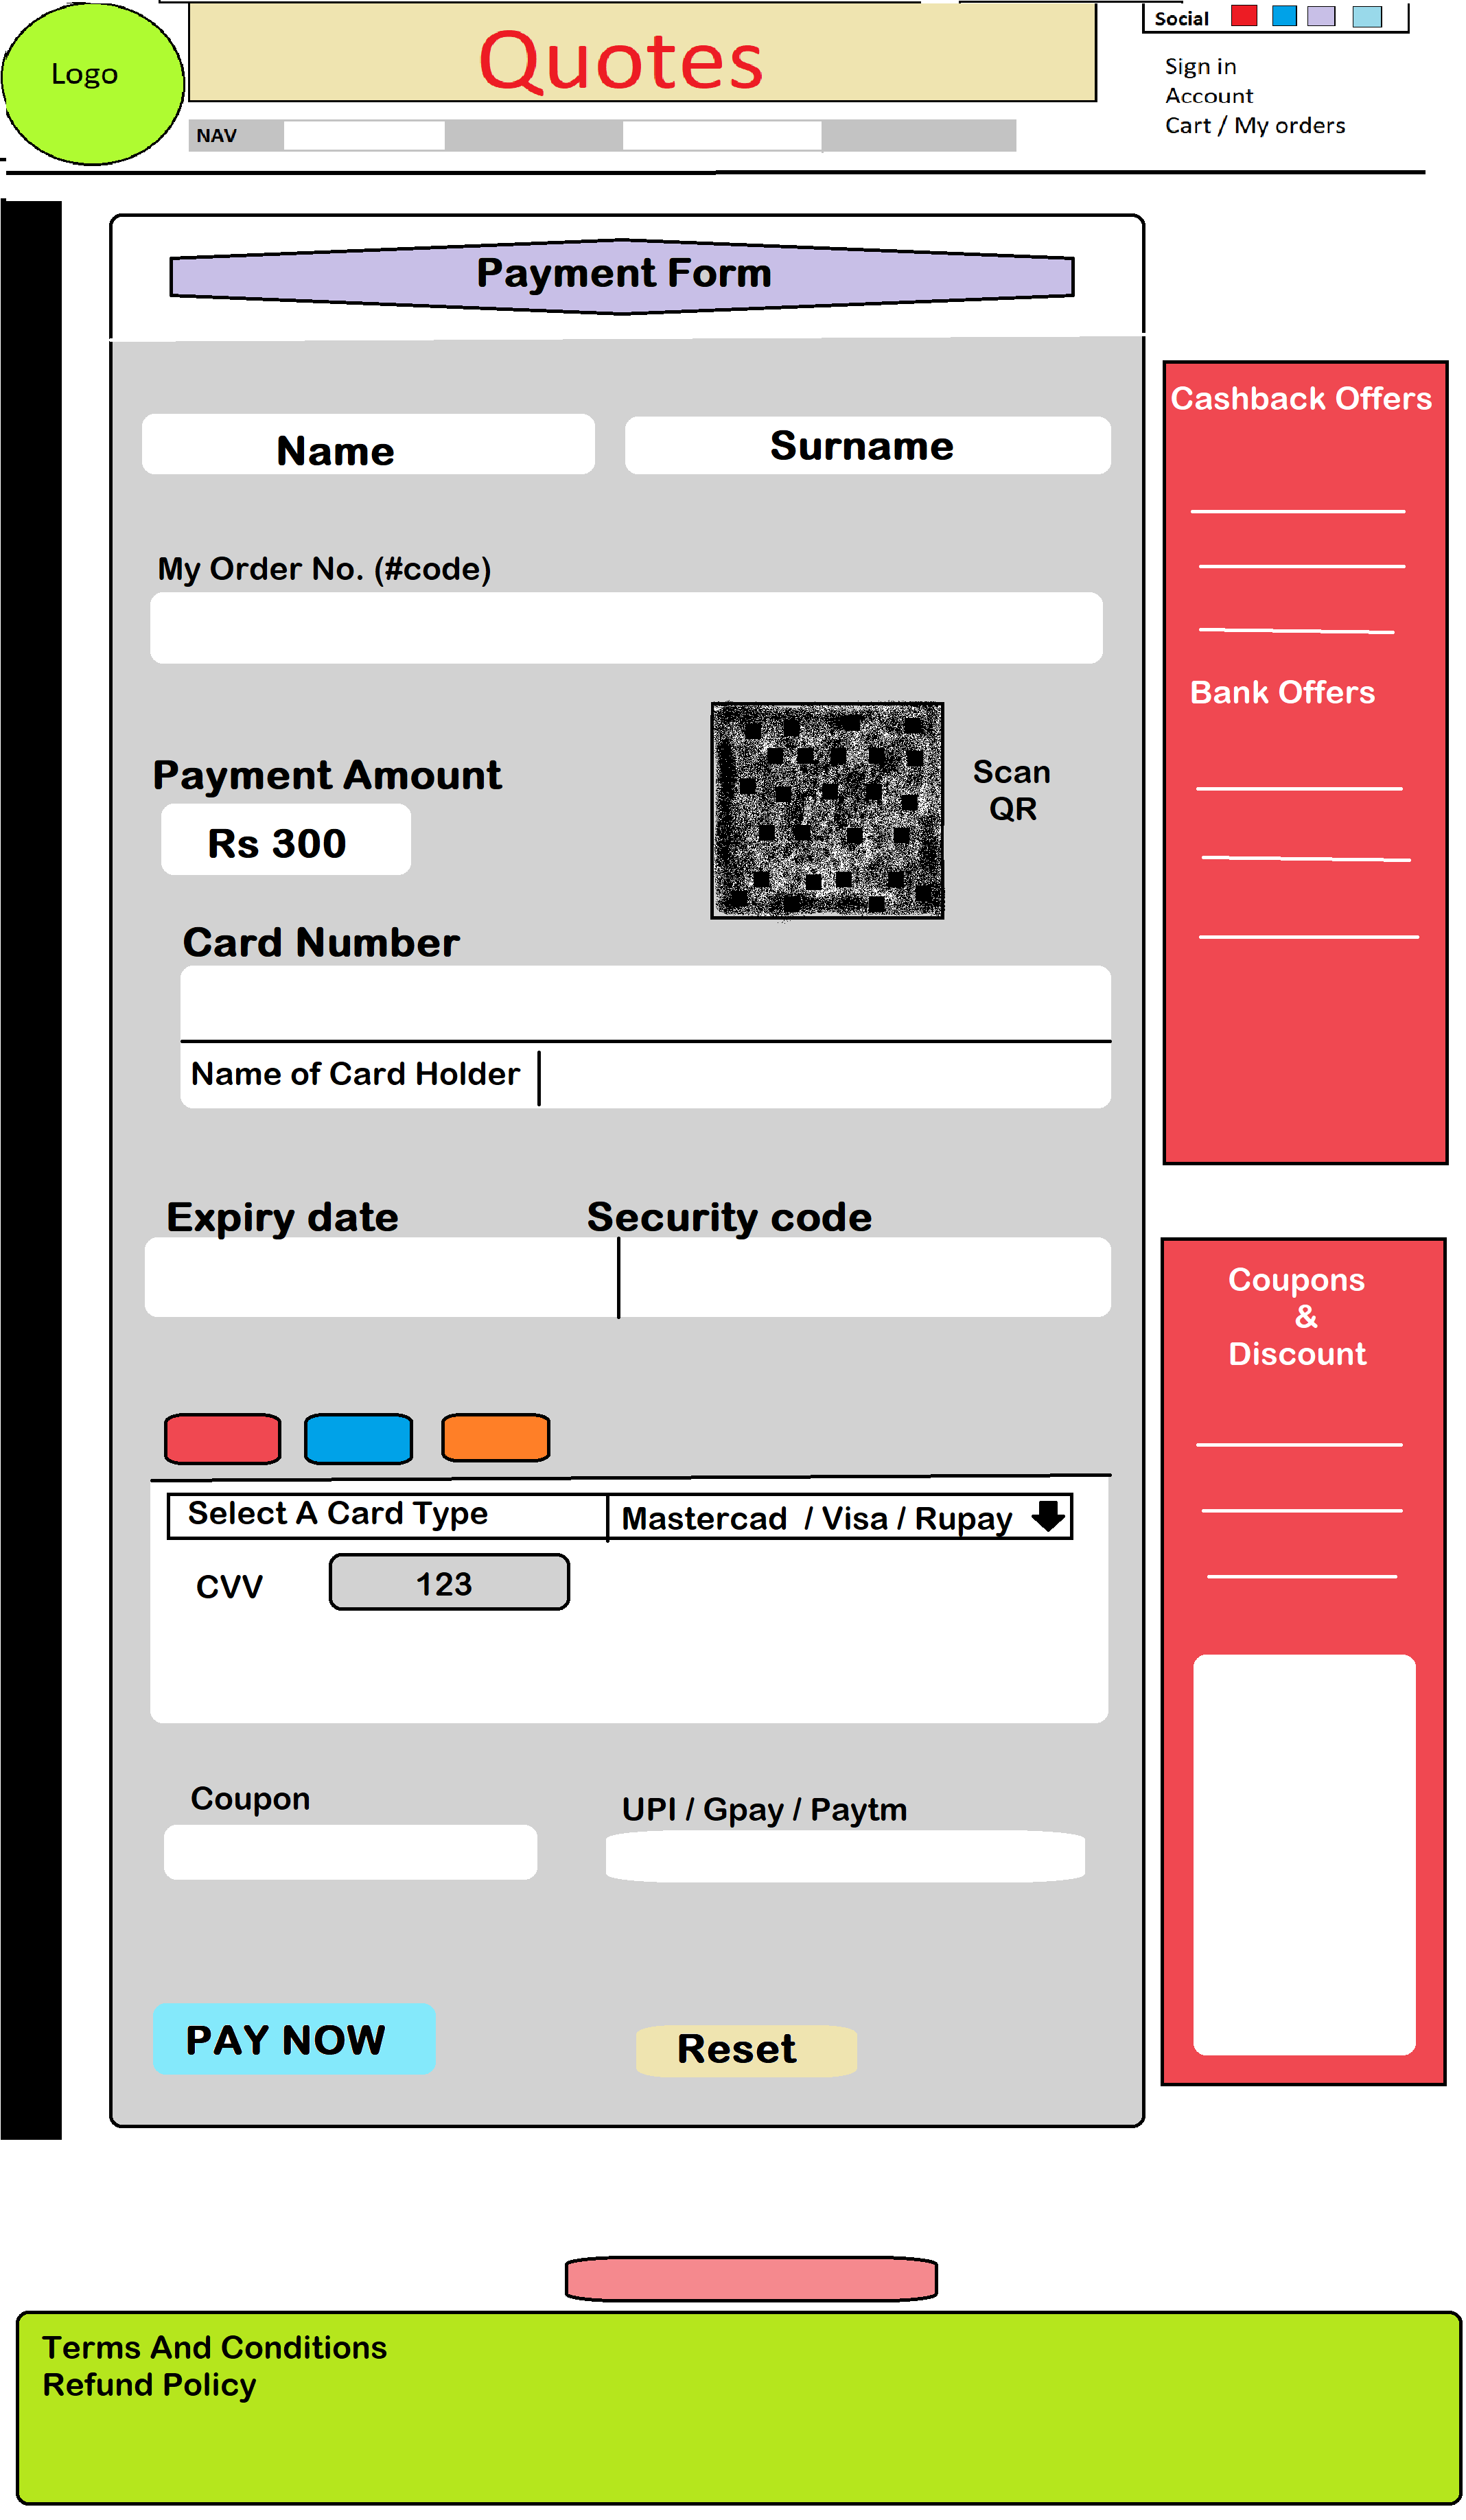 Logo
Quotes
Social
NAV
Sign in
Account
Cart / My orders
Payment Form
Cashback Offers
Name
Surname
My Order No. (#code)
Bank Offers
Payment Amount
Rs 300
Scan
QR
Card Number
Name of Card Holder
Expiry date
Security code
Coupons
&
Discount
Select A Card Type
Mastercad / Visa / Rupay
CVV
123
Coupon
UPI / Gpay / Paytm
PAY NOW
Reset
Terms And Conditions
Refund Policy